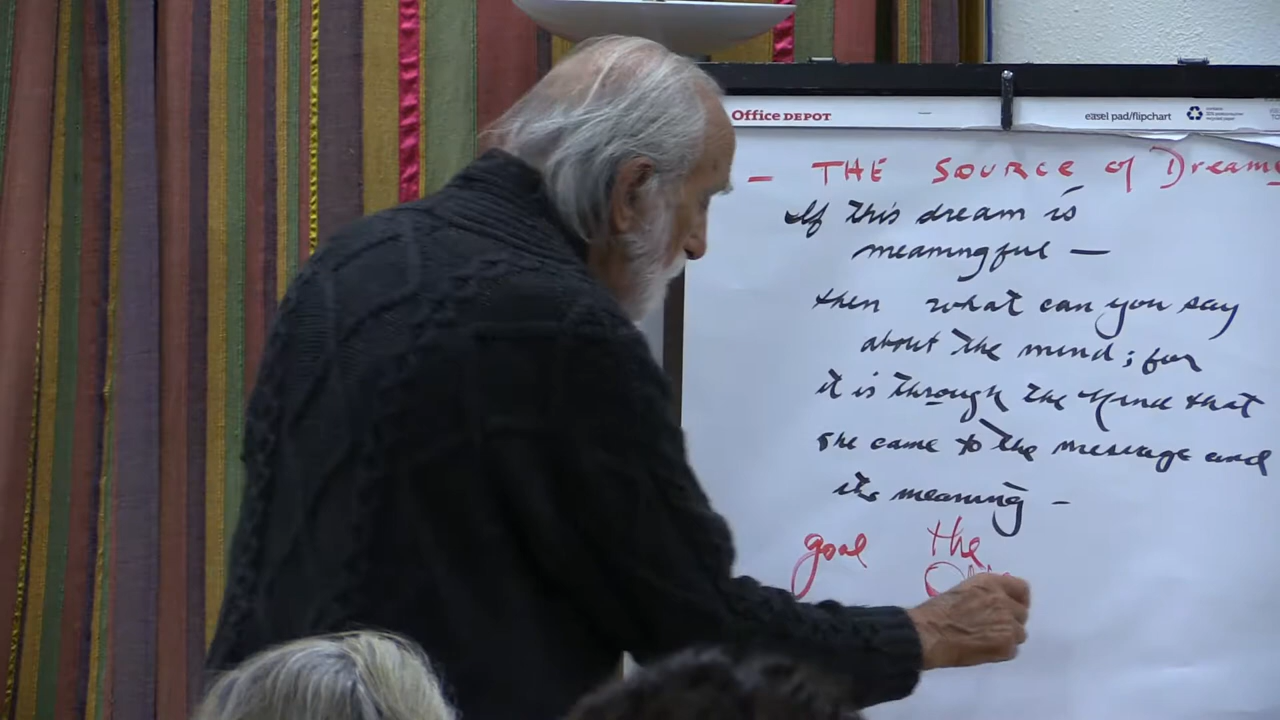 Office DEPOT easel pad/flipchart
- THE SOURCE of Dreams
If this dream is
meaningful —
then what can you say
about the mind; for
it is through the Mind that
she came to the message and
its meaning -
goal the